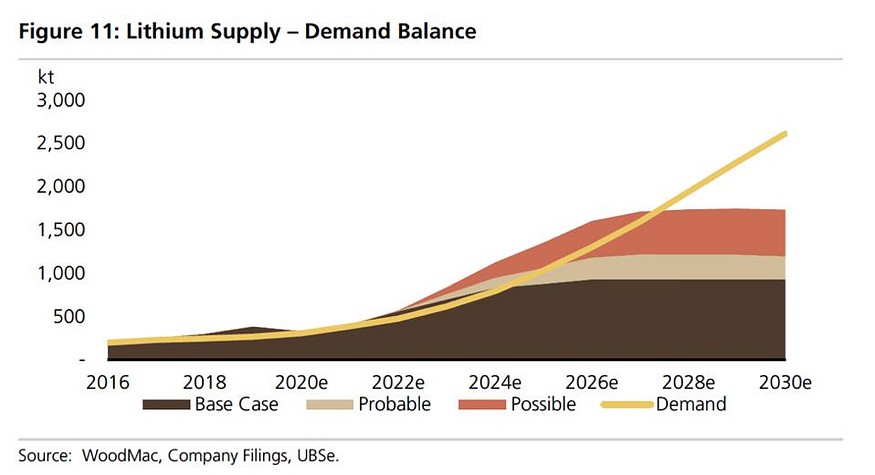 Figure 11: Lithium Supply – Demand Balance
kt
3,000
2,500
2,000
1,500
1,000
500
-
2016 2018 2020e 2022e 2024e 2026e 2028e 2030e
Base Case Probable Possible Demand
Source: WoodMac, Company Filings, UBSe.